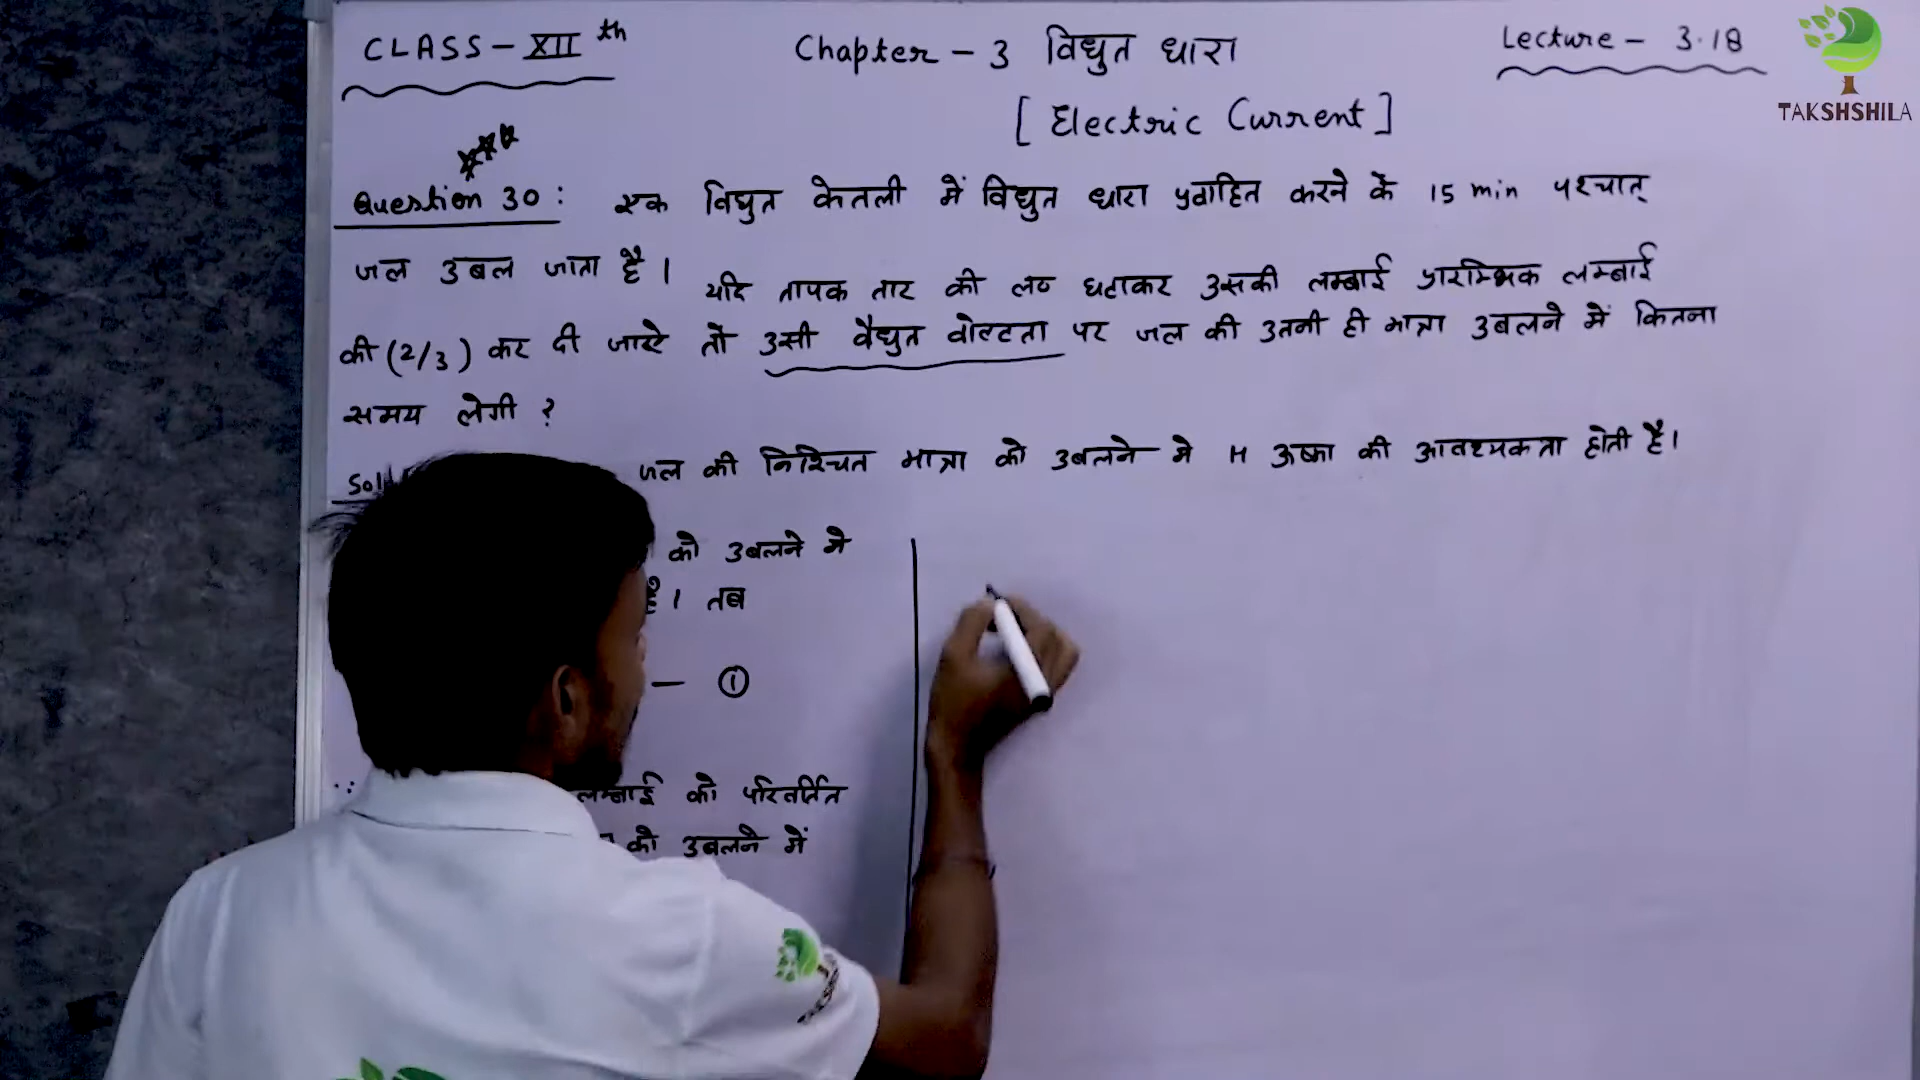 CLASS - XII th
Chapter - 3 विधुत धारा
Lecture - 3.18
TAKSHSHILA
[ Electric Current ]
Question 30 : एक विधुत केतली में विधुत धारा प्रवाहित करने के 15 min पश्चात्
जल उबल जाता है । यदि तापक तार की लम्बाई घटाकर उसकी लम्बाई प्रारम्भिक लम्बाई
की (2/3) कर दी जाये तो उसी वैधुत वोल्टता पर जल की उतनी ही मात्रा उबलने में कितना
समय लेगी ?
Sol जल की निश्चित मात्रा को उबलने मे H ऊष्मा की आवश्यकता होती है।
को उबलने मे
है । तब
— ①
∵ लम्बाई को परिवर्तित
को उबलने में